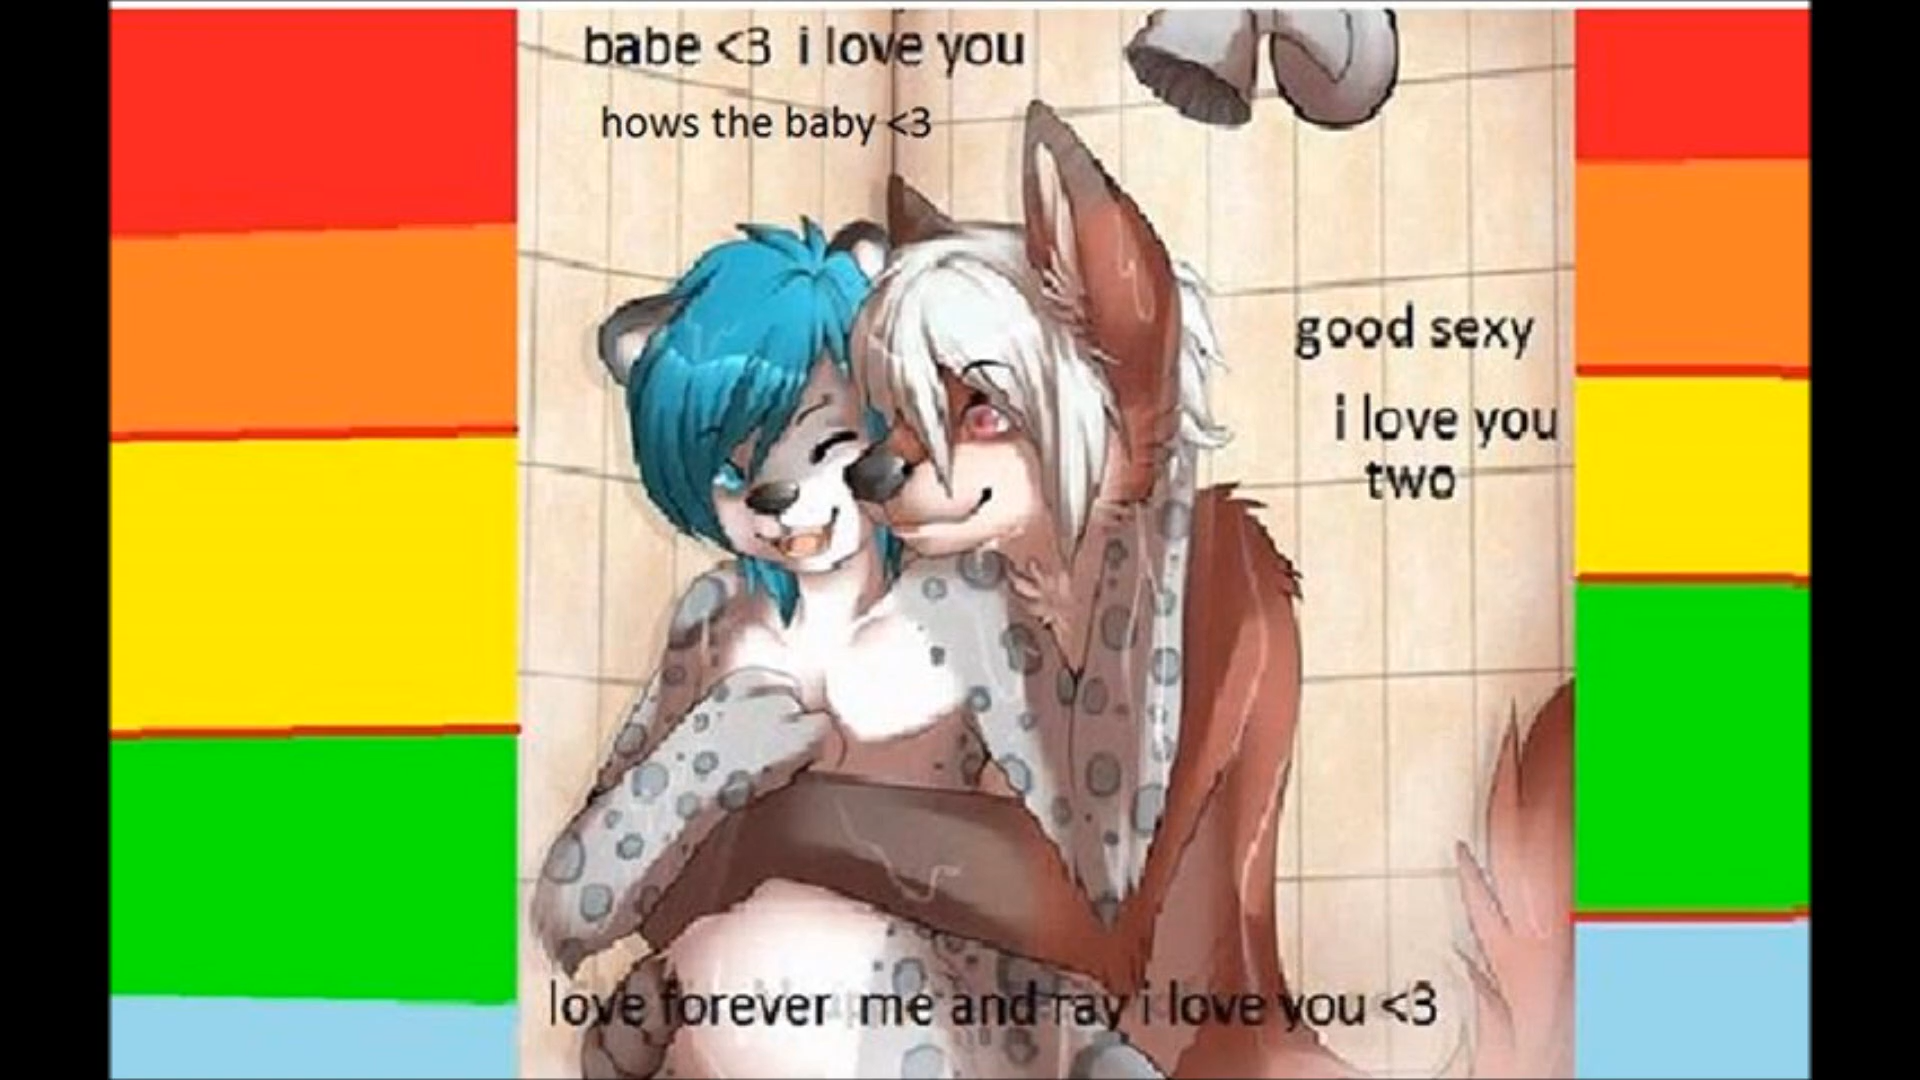 babe <3 i love you
hows the baby <3
good sexy
i love you
two
love forever me and ray i love you <3